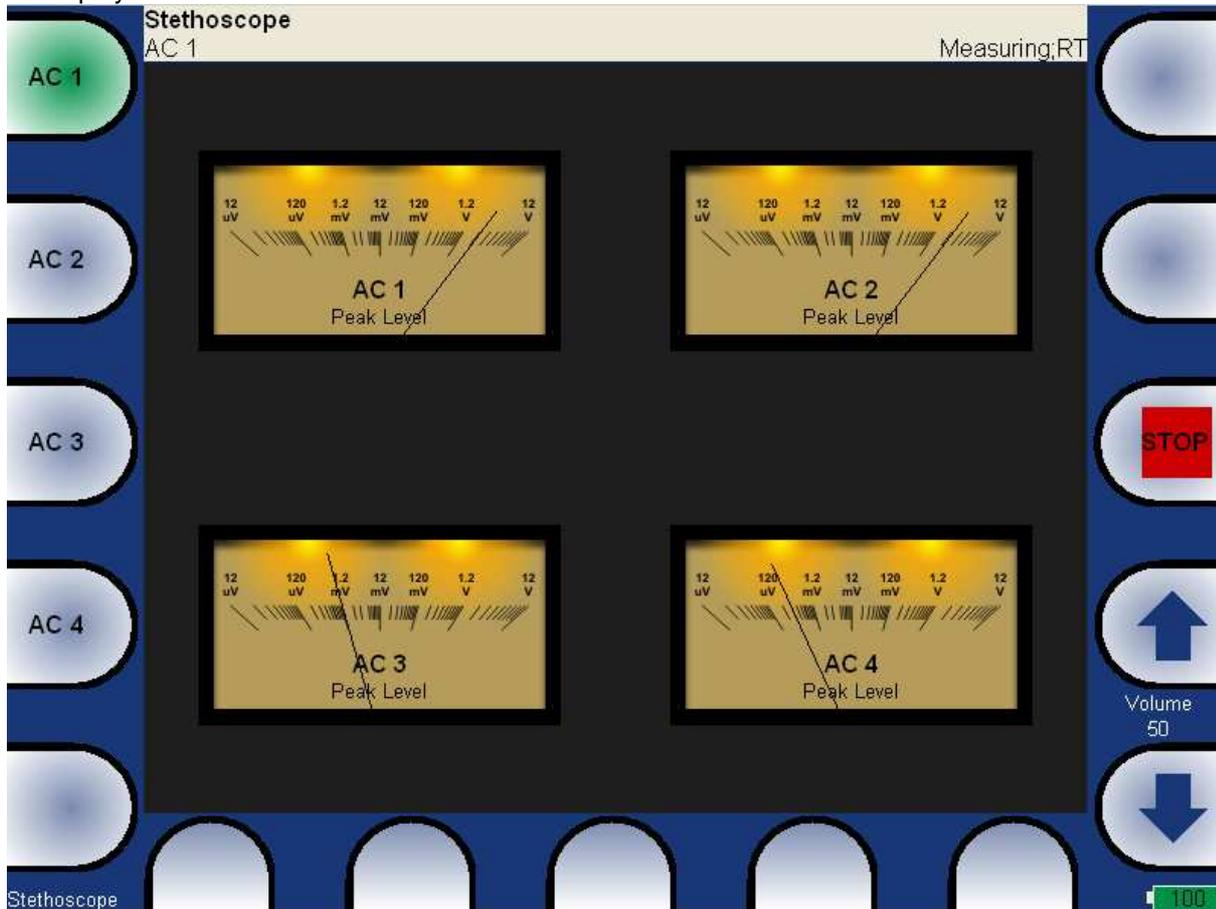 Stethoscope
AC 1
Measuring;RT
AC 1
AC 2
AC 3
AC 4
Stethoscope
12 120 1.2 12 120 1.2 12
uV uV mV mV mV V V
AC 1
Peak Level
12 120 1.2 12 120 1.2 12
uV uV mV mV mV V V
AC 2
Peak Level
12 120 1.2 12 120 1.2 12
uV uV mV mV mV V V
AC 3
Peak Level
12 120 1.2 12 120 1.2 12
uV uV mV mV mV V V
AC 4
Peak Level
STOP
Volume
50
100